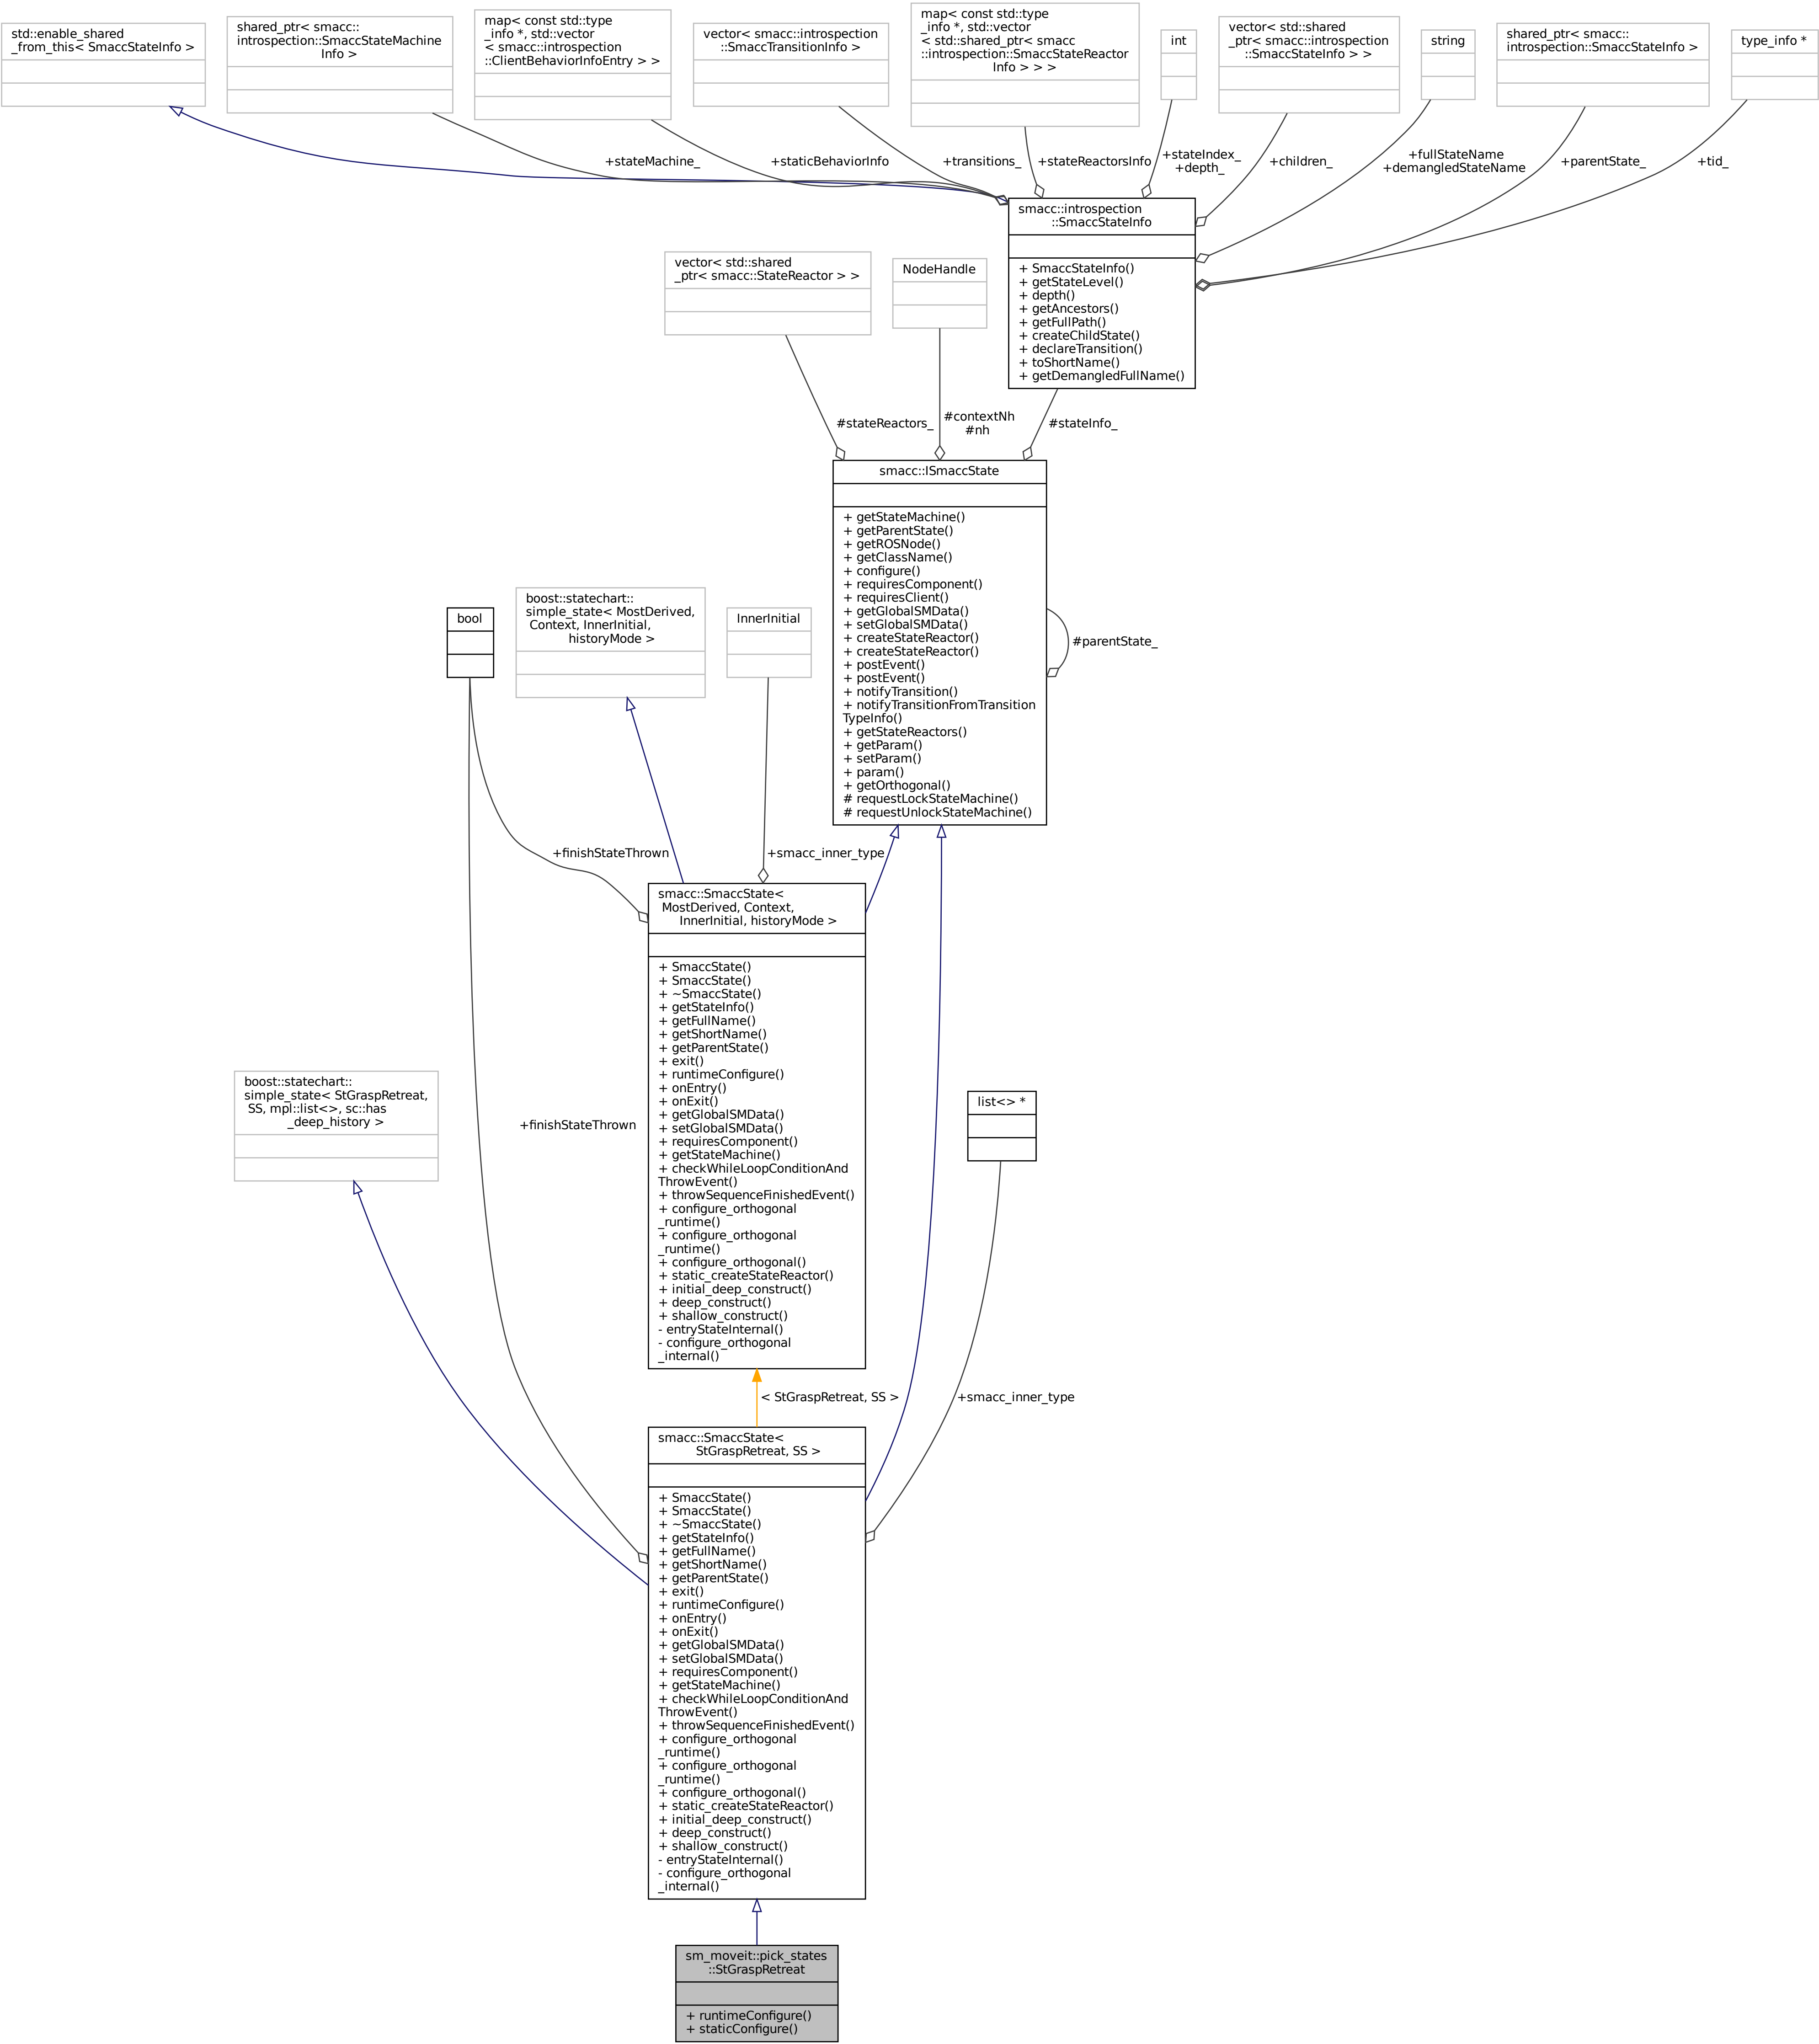 std::enable_shared
_from_this< SmaccStateInfo >
shared_ptr< smacc::
introspection::SmaccStateMachine
Info >
map< const std::type
_info *, std::vector
< smacc::introspection
::ClientBehaviorInfoEntry > >
vector< smacc::introspection
::SmaccTransitionInfo >
map< const std::type
_info *, std::vector
< std::shared_ptr< smacc
::introspection::SmaccStateReactor
Info > > >
int
vector< std::shared
_ptr< smacc::introspection
::SmaccStateInfo > >
string
shared_ptr< smacc::
introspection::SmaccStateInfo >
type_info *
+stateMachine_
+staticBehaviorInfo
+transitions_
+stateReactorsInfo
+stateIndex_
+depth_
+children_
+fullStateName
+demangledStateName
+parentState_
+tid_
smacc::introspection
::SmaccStateInfo
+ SmaccStateInfo()
+ getStateLevel()
+ depth()
+ getAncestors()
+ getFullPath()
+ createChildState()
+ declareTransition()
+ toShortName()
+ getDemangledFullName()
vector< std::shared
_ptr< smacc::StateReactor > >
NodeHandle
#stateReactors_
#contextNh
#nh
#stateInfo_
smacc::ISmaccState
+ getStateMachine()
+ getParentState()
+ getROSNode()
+ getClassName()
+ configure()
+ requiresComponent()
+ requiresClient()
+ getGlobalSMData()
+ setGlobalSMData()
+ createStateReactor()
+ createStateReactor()
+ postEvent()
+ postEvent()
+ notifyTransition()
+ notifyTransitionFromTransition
TypeInfo()
+ getStateReactors()
+ getParam()
+ setParam()
+ param()
+ getOrthogonal()
# requestLockStateMachine()
# requestUnlockStateMachine()
#parentState_
bool
boost::statechart::
simple_state< MostDerived,
Context, InnerInitial,
historyMode >
InnerInitial
+finishStateThrown
+smacc_inner_type
smacc::SmaccState<
MostDerived, Context,
InnerInitial, historyMode >
+ SmaccState()
+ SmaccState()
+ ~SmaccState()
+ getStateInfo()
+ getFullName()
+ getShortName()
+ getParentState()
+ exit()
+ runtimeConfigure()
+ onEntry()
+ onExit()
+ getGlobalSMData()
+ setGlobalSMData()
+ requiresComponent()
+ getStateMachine()
+ checkWhileLoopConditionAnd
ThrowEvent()
+ throwSequenceFinishedEvent()
+ configure_orthogonal
_runtime()
+ configure_orthogonal
_runtime()
+ configure_orthogonal()
+ static_createStateReactor()
+ initial_deep_construct()
+ deep_construct()
+ shallow_construct()
- entryStateInternal()
- configure_orthogonal
_internal()
boost::statechart::
simple_state< StGraspRetreat,
SS, mpl::list<>, sc::has
_deep_history >
+finishStateThrown
list<> *
< StGraspRetreat, SS >
+smacc_inner_type
smacc::SmaccState<
StGraspRetreat, SS >
+ SmaccState()
+ SmaccState()
+ ~SmaccState()
+ getStateInfo()
+ getFullName()
+ getShortName()
+ getParentState()
+ exit()
+ runtimeConfigure()
+ onEntry()
+ onExit()
+ getGlobalSMData()
+ setGlobalSMData()
+ requiresComponent()
+ getStateMachine()
+ checkWhileLoopConditionAnd
ThrowEvent()
+ throwSequenceFinishedEvent()
+ configure_orthogonal
_runtime()
+ configure_orthogonal
_runtime()
+ configure_orthogonal()
+ static_createStateReactor()
+ initial_deep_construct()
+ deep_construct()
+ shallow_construct()
- entryStateInternal()
- configure_orthogonal
_internal()
sm_moveit::pick_states
::StGraspRetreat
+ runtimeConfigure()
+ staticConfigure()